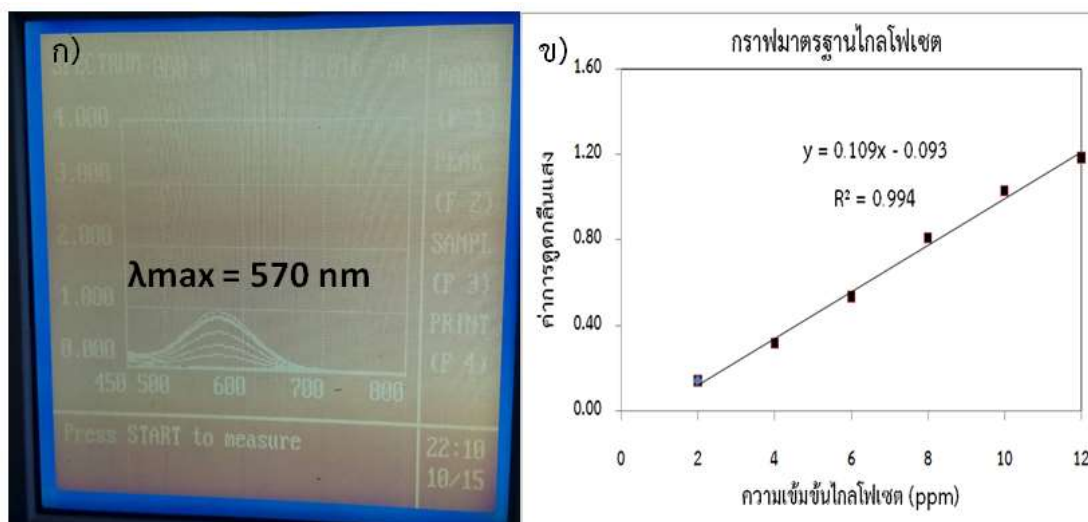 ก)
SPECTRUM
4.000
3.000
2.000
1.000
0.000
λmax = 570 nm
450 500 600 700 800
(F 1)
PEAK
(F 2)
SAMPL
(F 3)
PRINT
(F 4)
Press START to measure
22:10
10/15
ข)
กราฟมาตรฐานไกลโฟเซต
1.60
1.20
0.80
0.40
0.00
y = 0.109x - 0.093
R² = 0.994
ค่าการดูดกลืนแสง
0 2 4 6 8 10 12
ความเข้มข้นไกลโฟเซต (ppm)